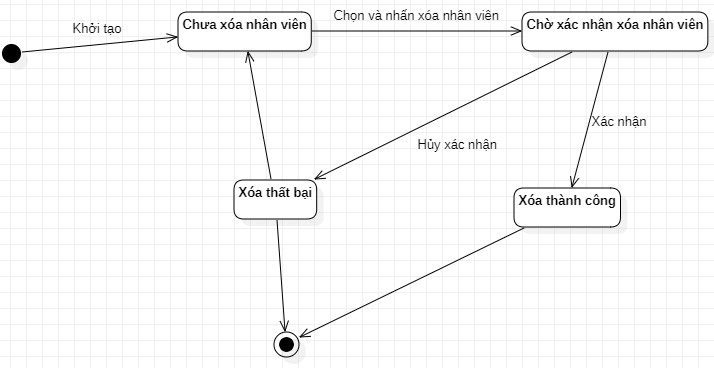 Khởi tạo
Chưa xóa nhân viên
Chọn và nhấn xóa nhân viên
Chờ xác nhận xóa nhân viên
Hủy xác nhận
Xác nhận
Xóa thất bại
Xóa thành công